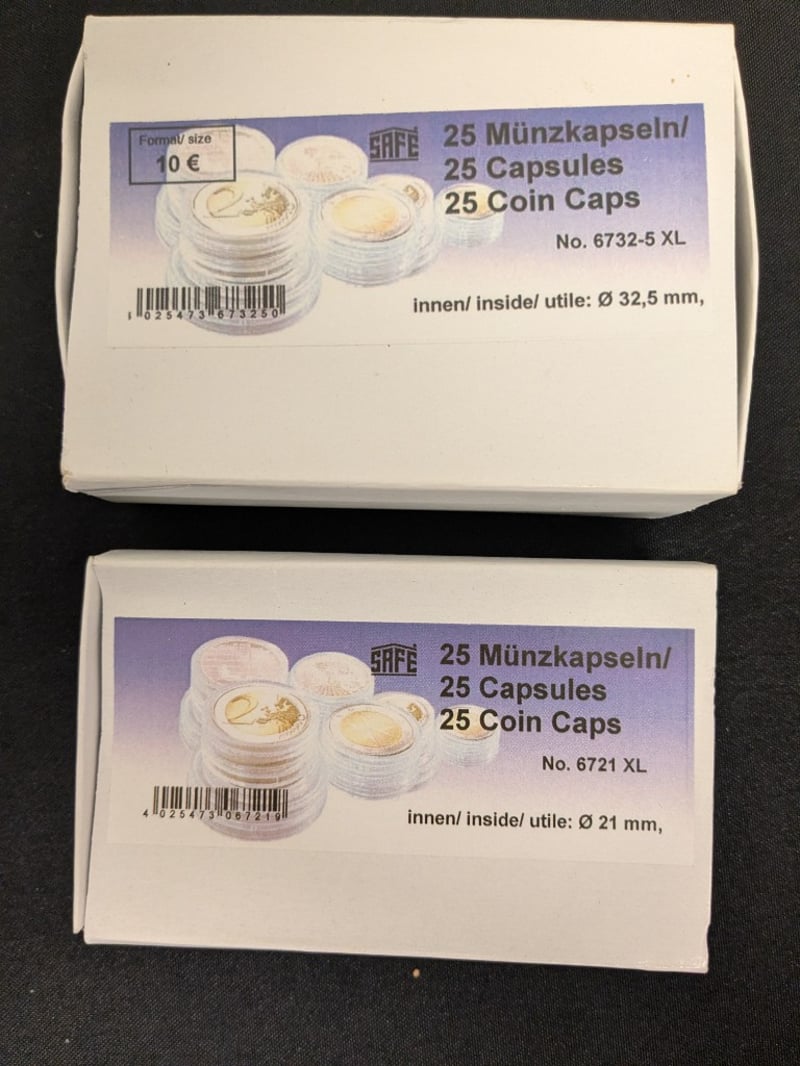 Format/ size
10 €
SAFE
25 Münzkapseln/
25 Capsules
25 Coin Caps
No. 6732-5 XL
innen/ inside/ utile: Ø 32,5 mm,
025473 673250
SAFE
25 Münzkapseln/
25 Capsules
25 Coin Caps
No. 6721 XL
innen/ inside/ utile: Ø 21 mm,
4 025473 067219